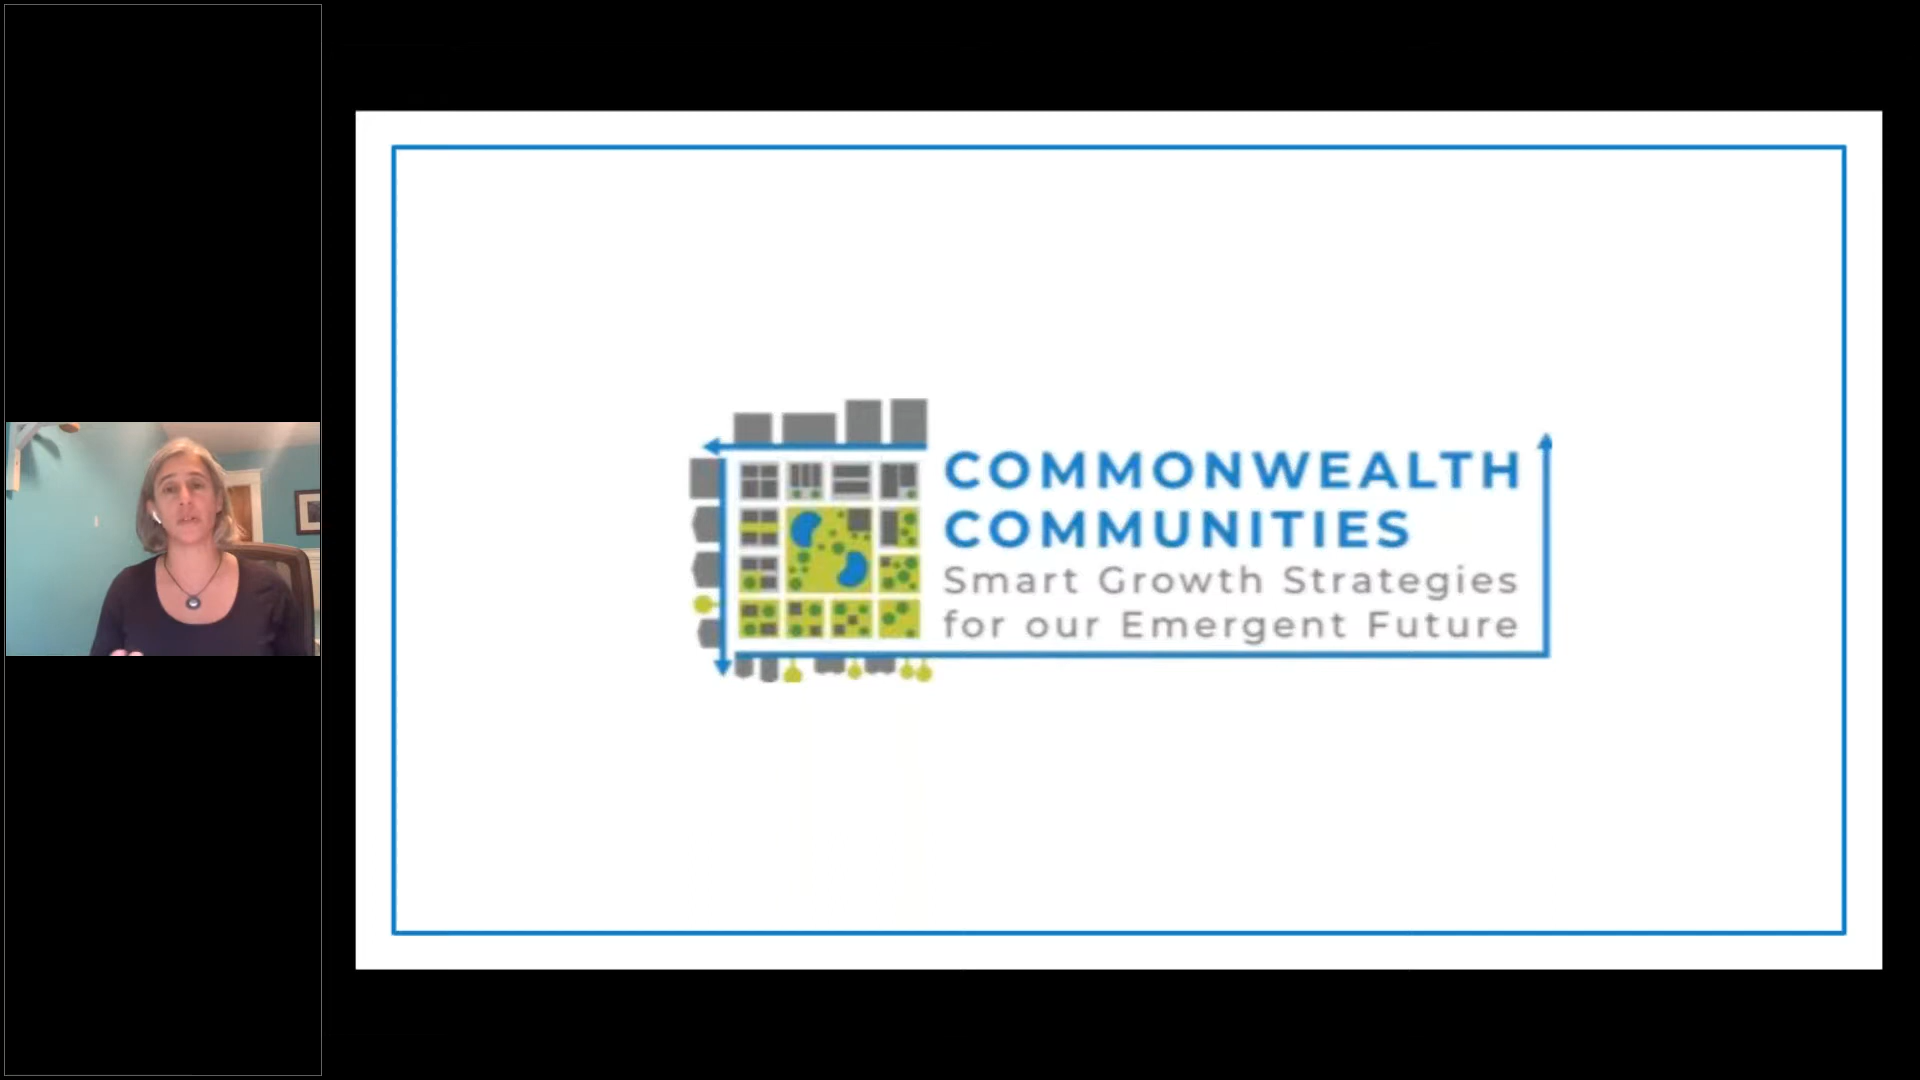 COMMONWEALTH
COMMUNITIES
Smart Growth Strategies
for our Emergent Future